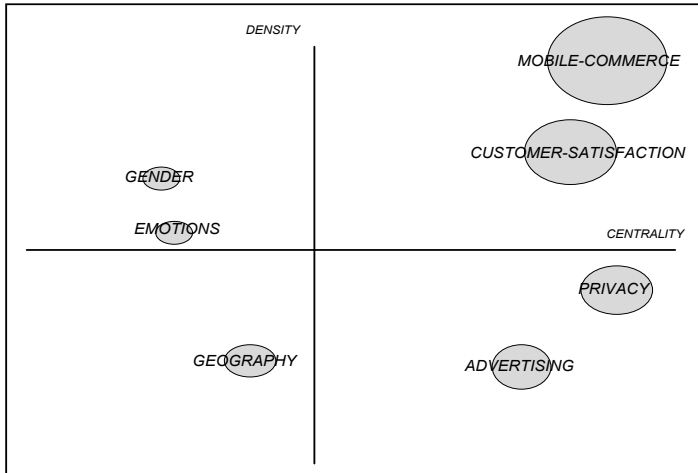 DENSITY
MOBILE-COMMERCE
CUSTOMER-SATISFACTION
GENDER
EMOTIONS
CENTRALITY
PRIVACY
GEOGRAPHY
ADVERTISING